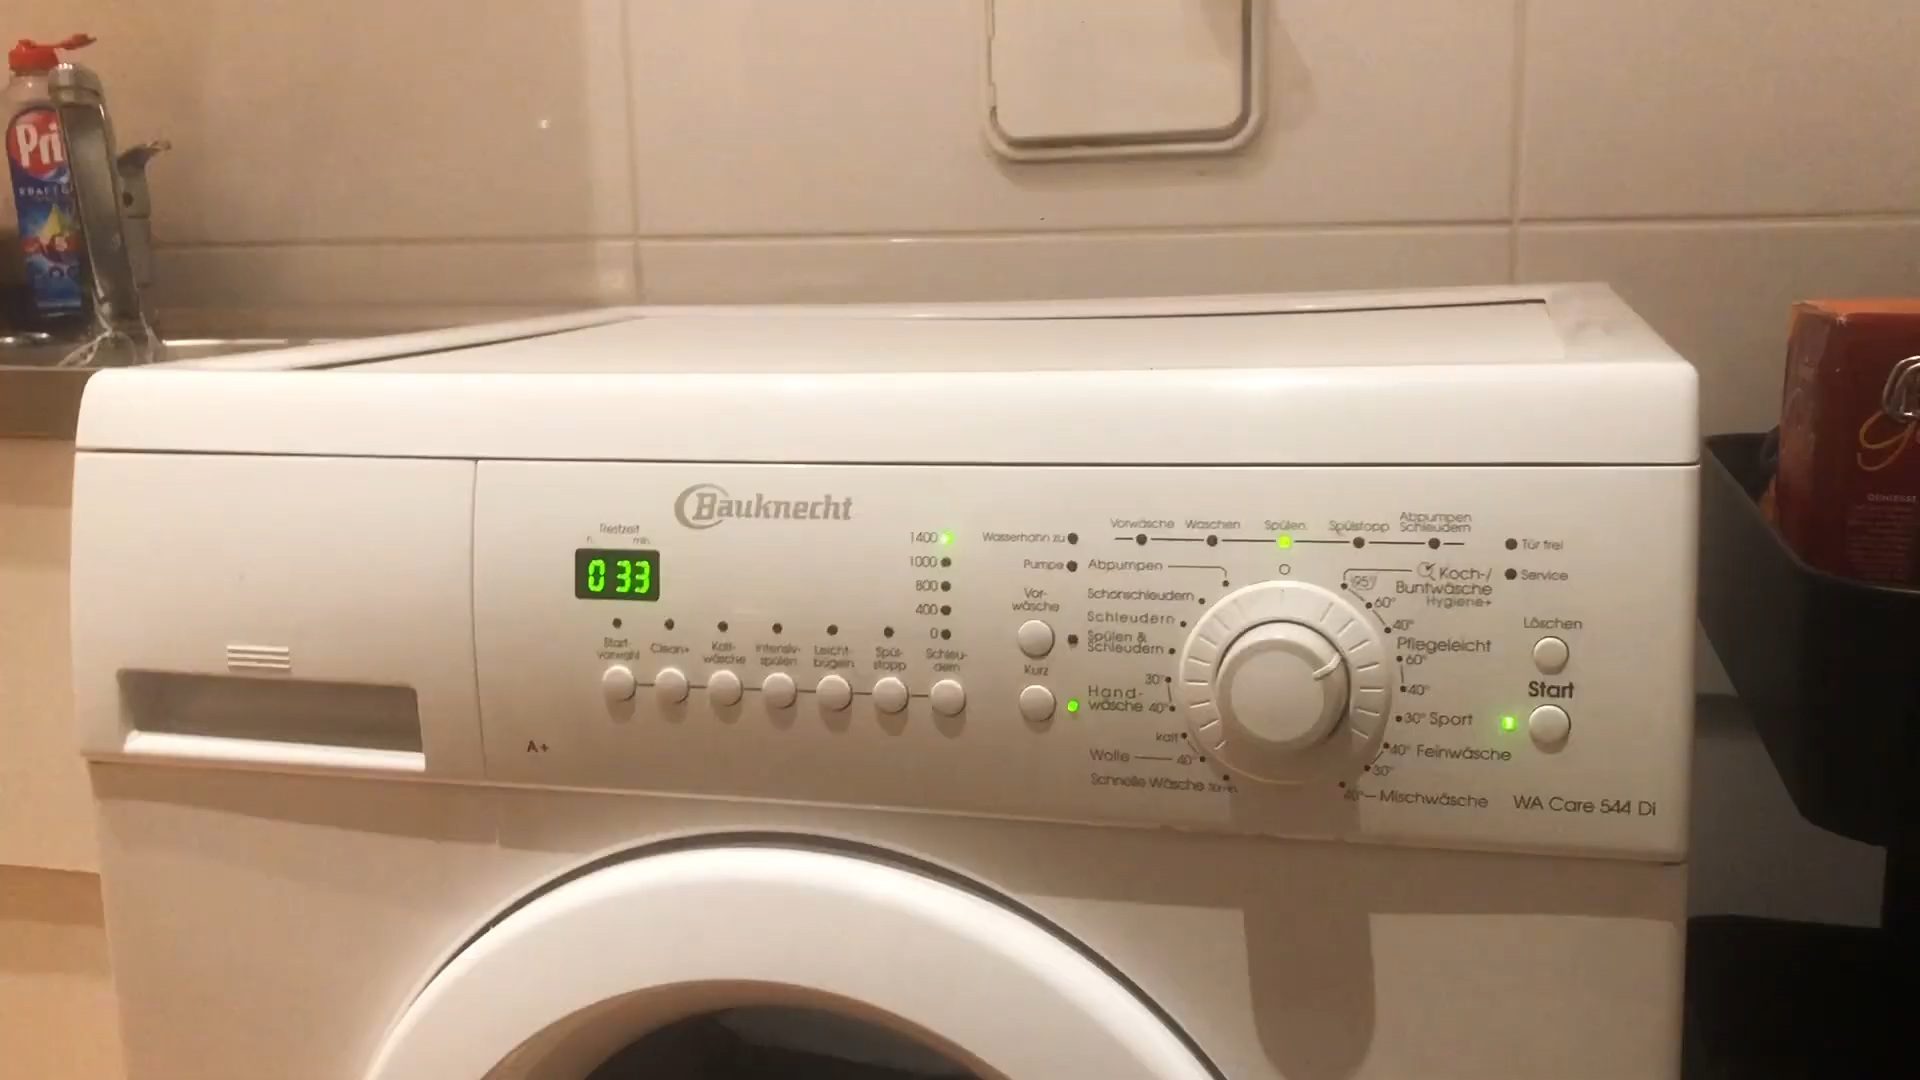 Pri
KRAFT
Bauknecht
Restzeit
h. min.
0 33
1400
1000
800
400
0
Start-
vorwahl
Clean+
Kalt-
wäsche
Intensiv-
spülen
Leicht-
bügeln
Spül-
stopp
Schleu-
dern
A+
Wasserhahn zu
Pumpe
Vor-
wäsche
Kurz
Vorwäsche Waschen Spülen Spülstopp Abpumpen
Schleudern
Tür frei
Service
Abpumpen
Schonschleudern
Schleudern
Spülen &
Schleudern
30°
Hand-
wäsche 40°
kalt
Wolle 40°
Schnelle Wäsche
95°
Koch-/
Buntwäsche
Hygiene+
60°
40°
Pflegeleicht
60°
40°
30° Sport
40° Feinwäsche
30°
40° Mischwäsche
Löschen
Start
WA Care 544 Di